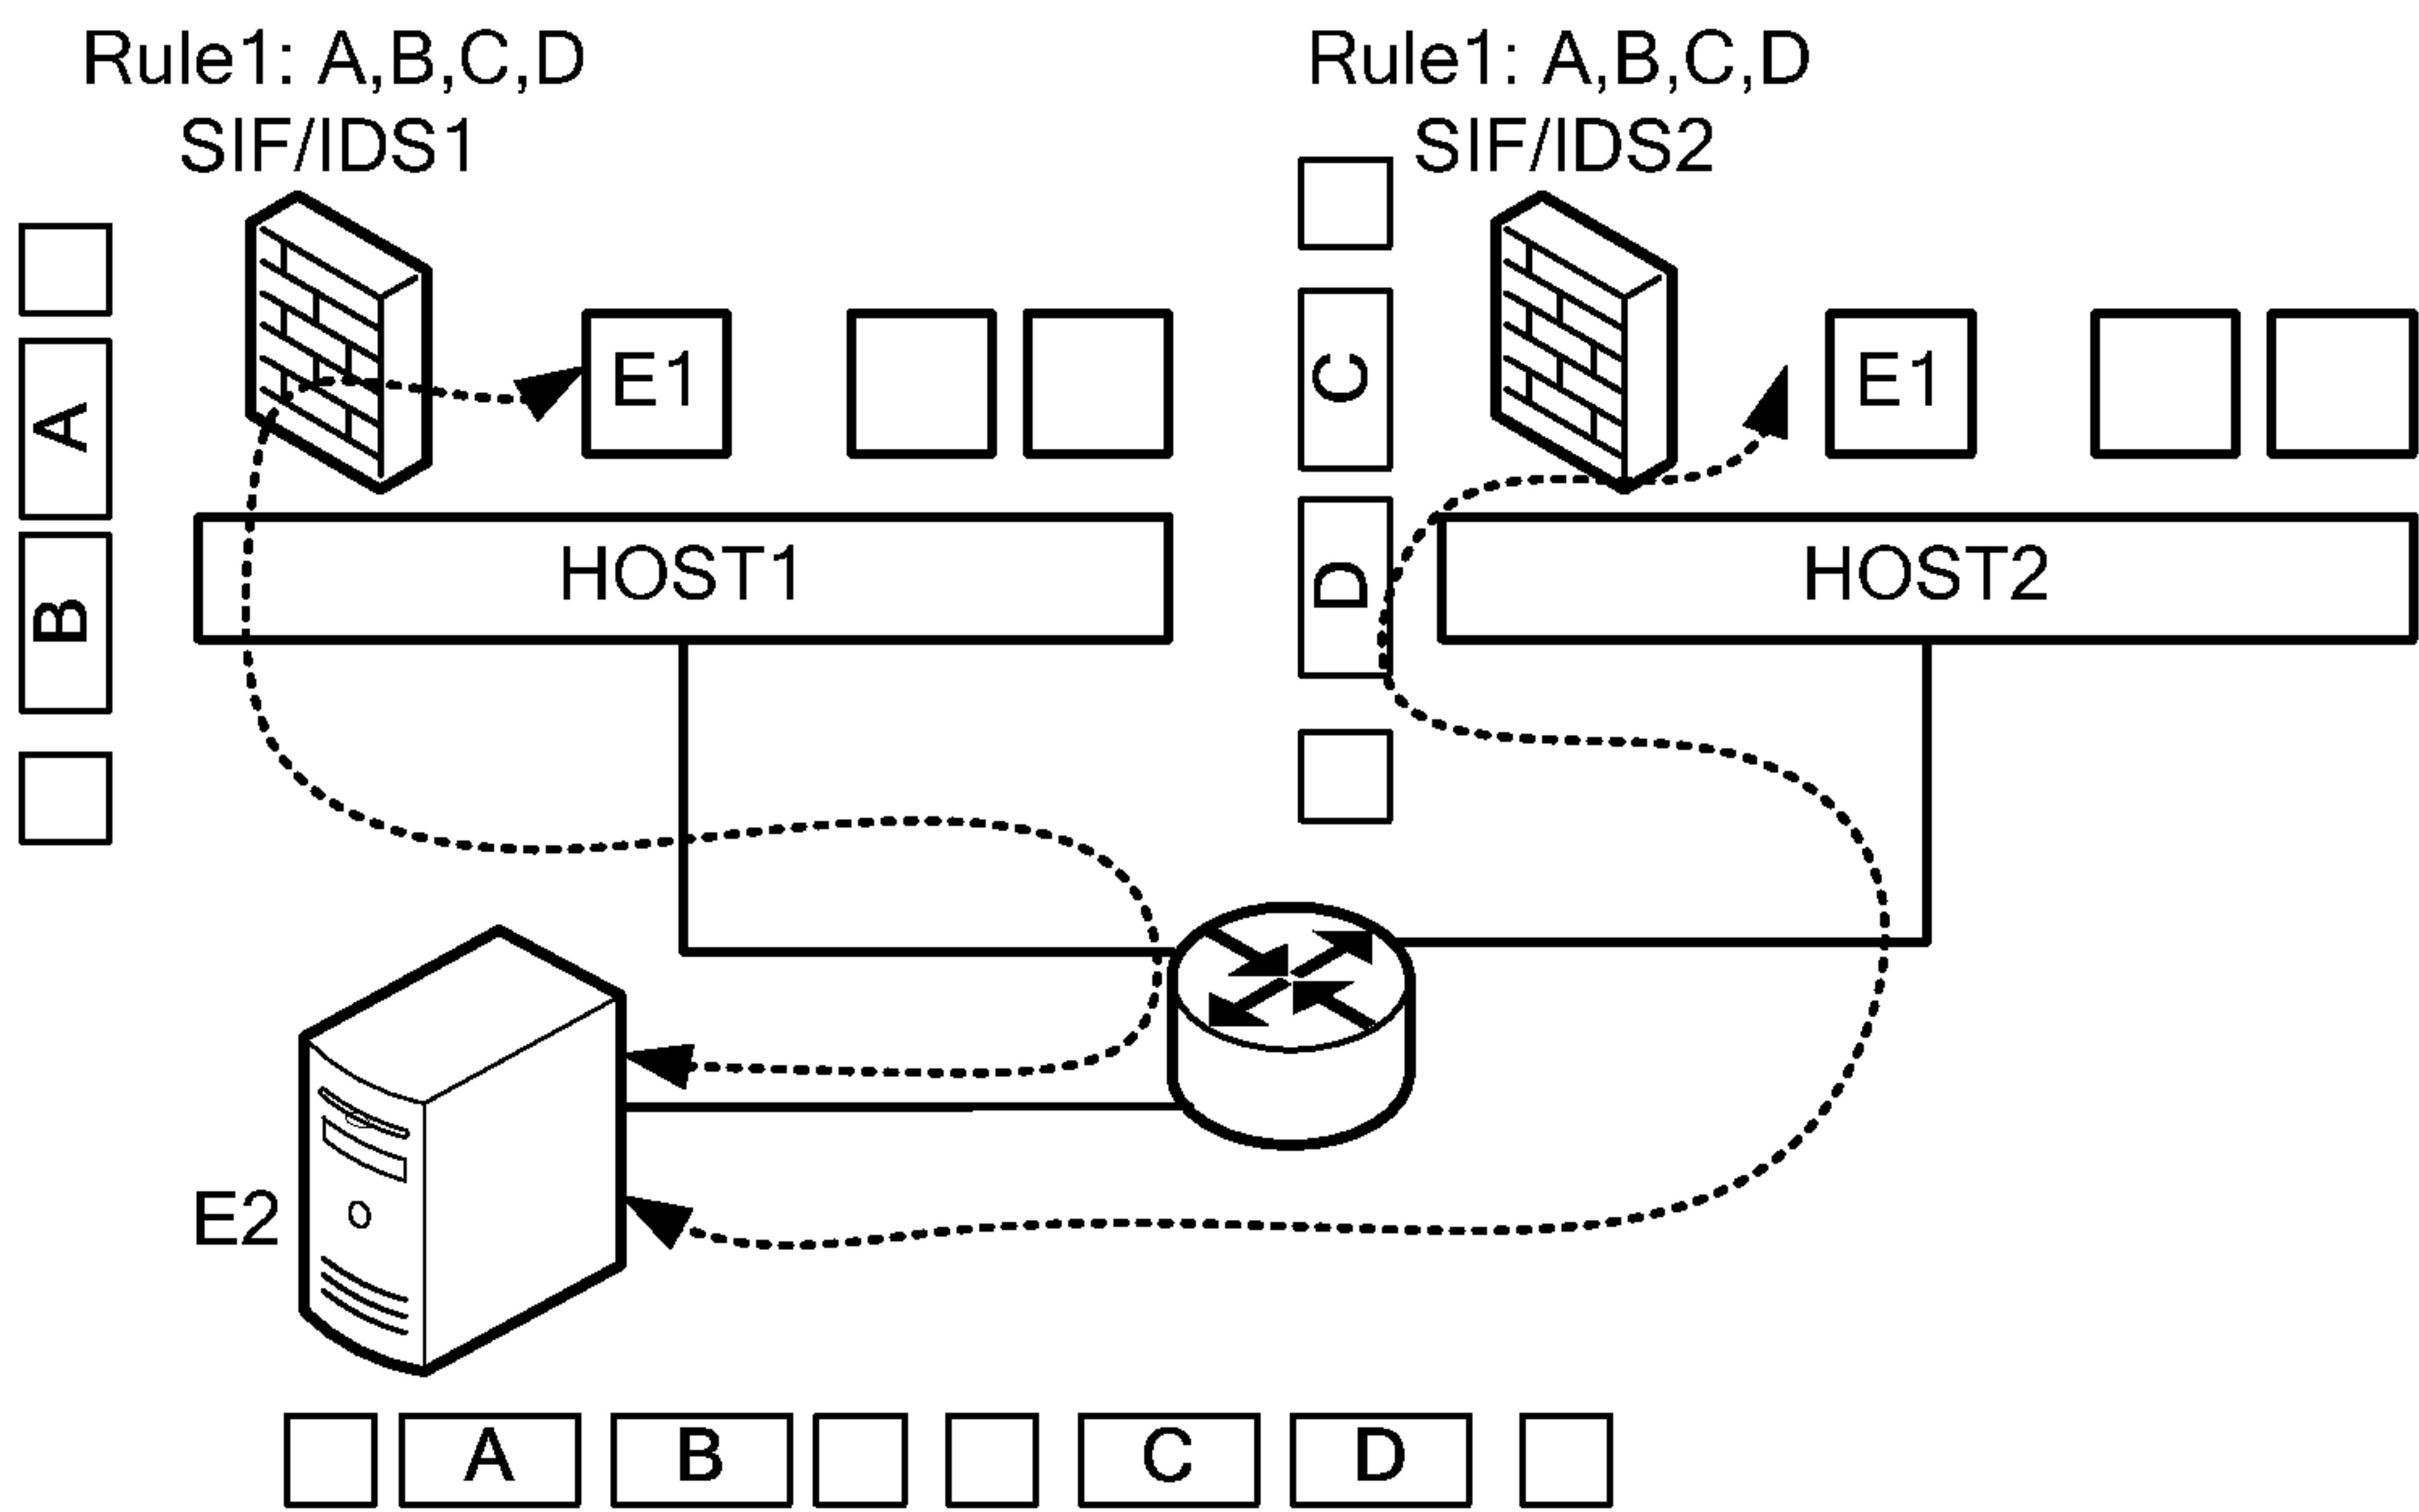 Rule1: A,B,C,D
SIF/IDS1
Rule1: A,B,C,D
SIF/IDS2
A
B
E1
HOST1
C
D
E1
HOST2
E2
A
B
C
D